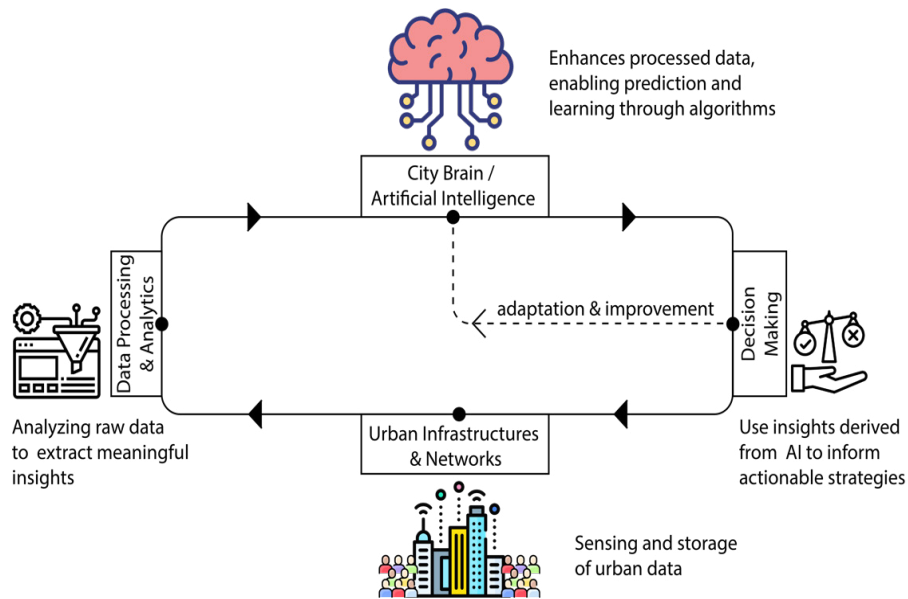 Enhances processed data,
enabling prediction and
learning through algorithms
City Brain /
Artificial Intelligence
Data Processing
& Analytics
adaptation & improvement
Decision
Making
Analyzing raw data
to extract meaningful
insights
Urban Infrastructures
& Networks
Use insights derived
from AI to inform
actionable strategies
Sensing and storage
of urban data